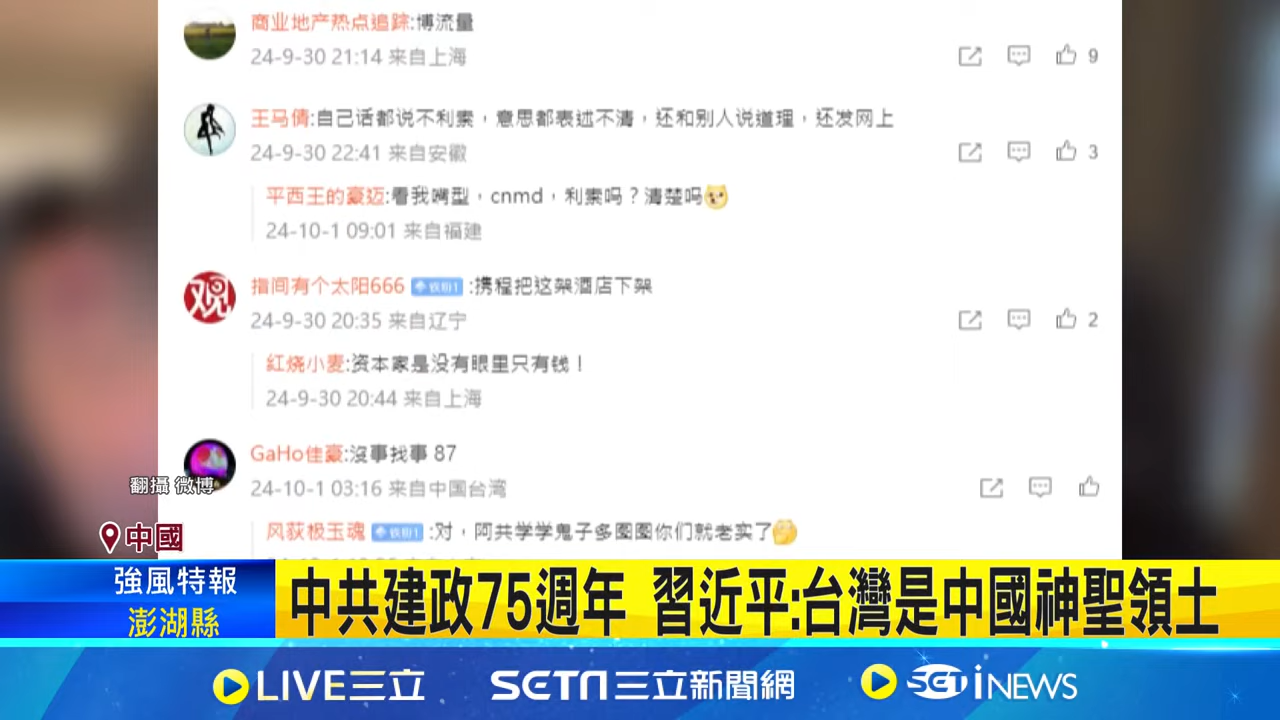 商业地产热点追踪:博流量
24-9-30 21:14 来自上海
9
王马倩:自己话都说不利索，意思都表述不清，还和别人说道理，还发网上
24-9-30 22:41 来自安徽
3
平西王的豪迈:看我嘴型，cnmd，利索吗？清楚吗
24-10-1 09:01 来自福建
观
指间有个太阳666 铁粉1 :携程把这架酒店下架
24-9-30 20:35 来自辽宁
2
紅烧小麦:资本家是没有眼里只有钱！
24-9-30 20:44 来自上海
GaHo佳豪:沒事找事 87
24-10-1 03:16 来自中国台湾
翻攝 微博
风荻极玉魂 铁粉1 :对，阿共学学鬼子多圈圈你们就老实了
中國
強風特報
澎湖縣
中共建政75週年 習近平:台灣是中國神聖領土
LIVE三立
SETN三立新聞網
SET iNEWS